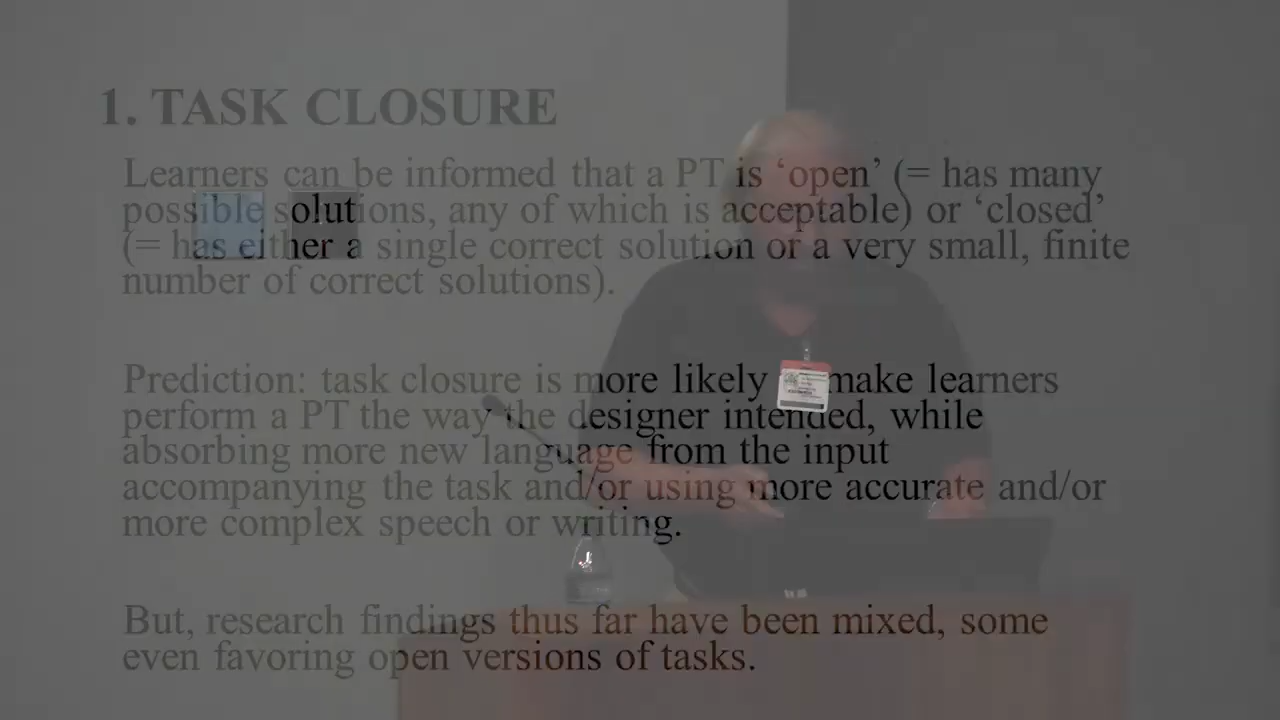 1. TASK CLOSURE
Learners can be informed that a PT is ‘open’ (= has many
possible solutions, any of which is acceptable) or ‘closed’
(= has either a single correct solution or a very small, finite
number of correct solutions).
Prediction: task closure is more likely make learners
perform a PT the way the designer intended, while
absorbing more new language from the input
accompanying the task and/or using more accurate and/or
more complex speech or writing.
But, research findings thus far have been mixed, some
even favoring open versions of tasks.